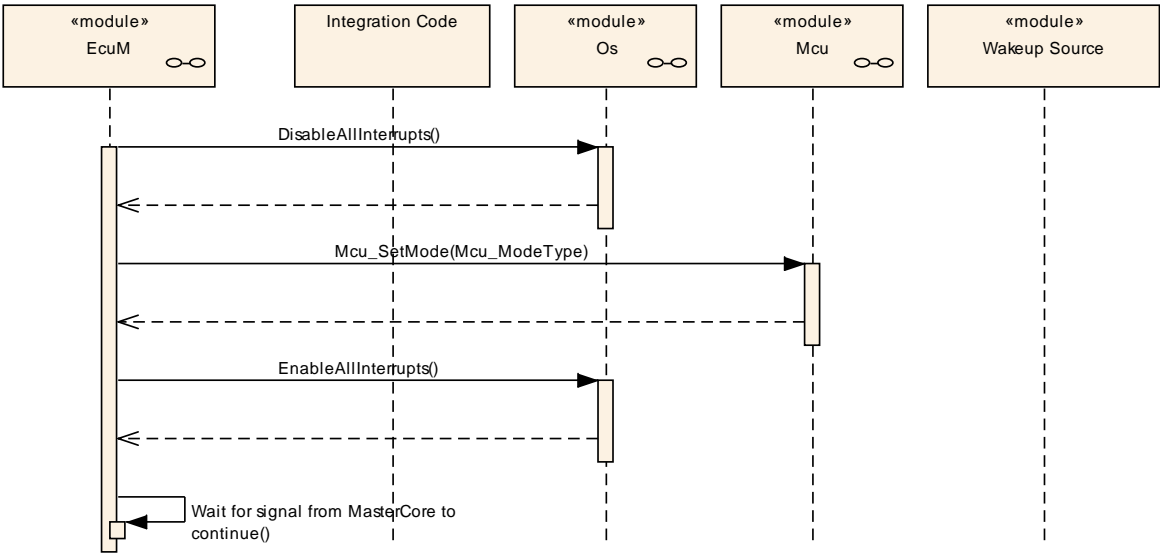 «module»
EcuM
Integration Code
«module»
Os
«module»
Mcu
«module»
Wakeup Source
DisableAllInterrupts()
Mcu_SetMode(Mcu_ModeType)
EnableAllInterrupts()
Wait for signal from MasterCore to
continue()